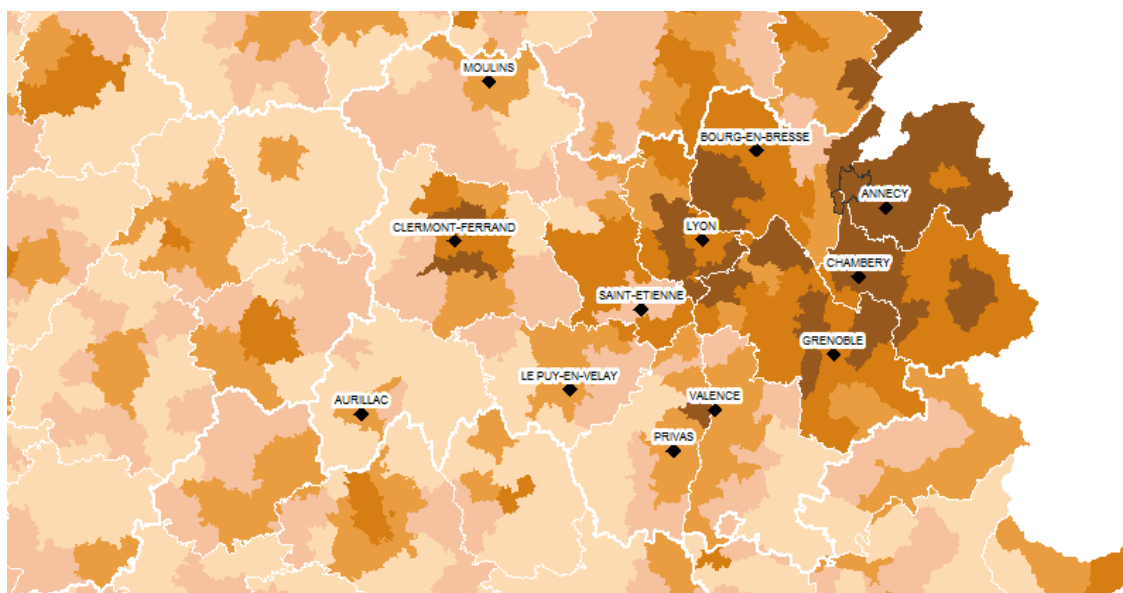 MOULINS
BOURG-EN-BRESSE
ANNECY
CLERMONT-FERRAND
LYON
CHAMBERY
SAINT-ETIENNE
GRENOBLE
LE PUY-EN-VELAY
AURILLAC
VALENCE
PRIVAS